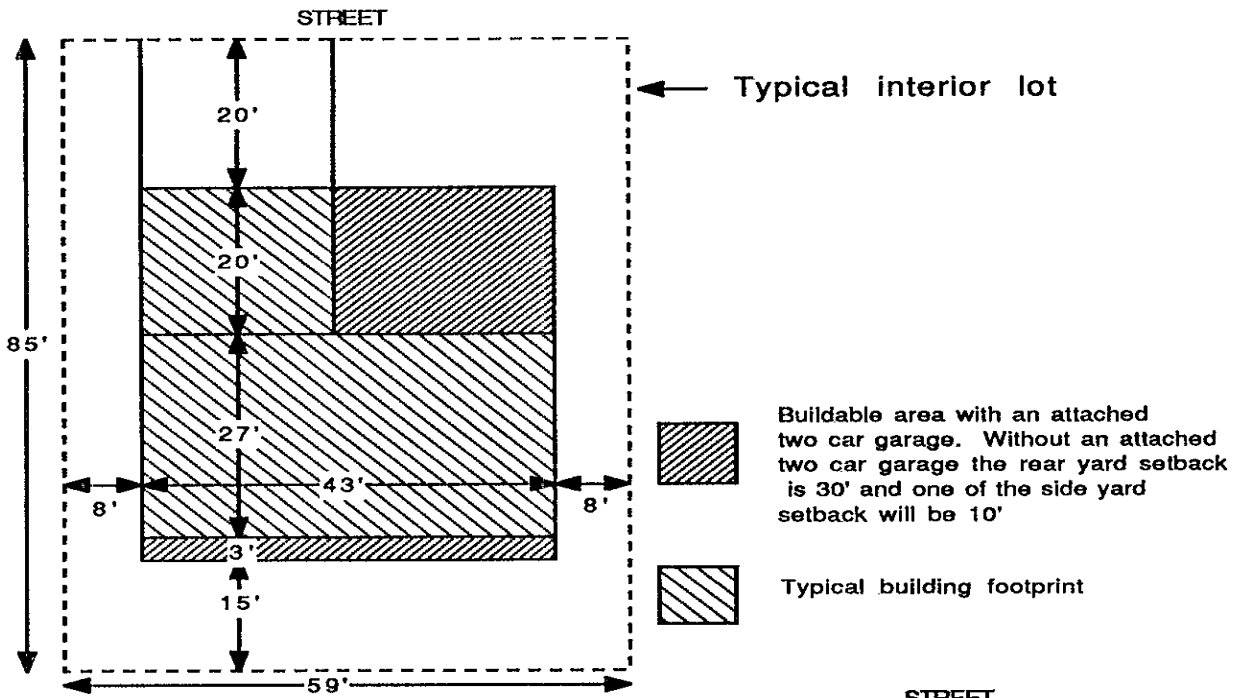 STREET
Typical interior lot
20'
20'
85'
27'
43'
8'
8'
3'
15'
59'
Buildable area with an attached
two car garage. Without an attached
two car garage the rear yard setback
is 30' and one of the side yard
setback will be 10'
Typical building footprint
STREET